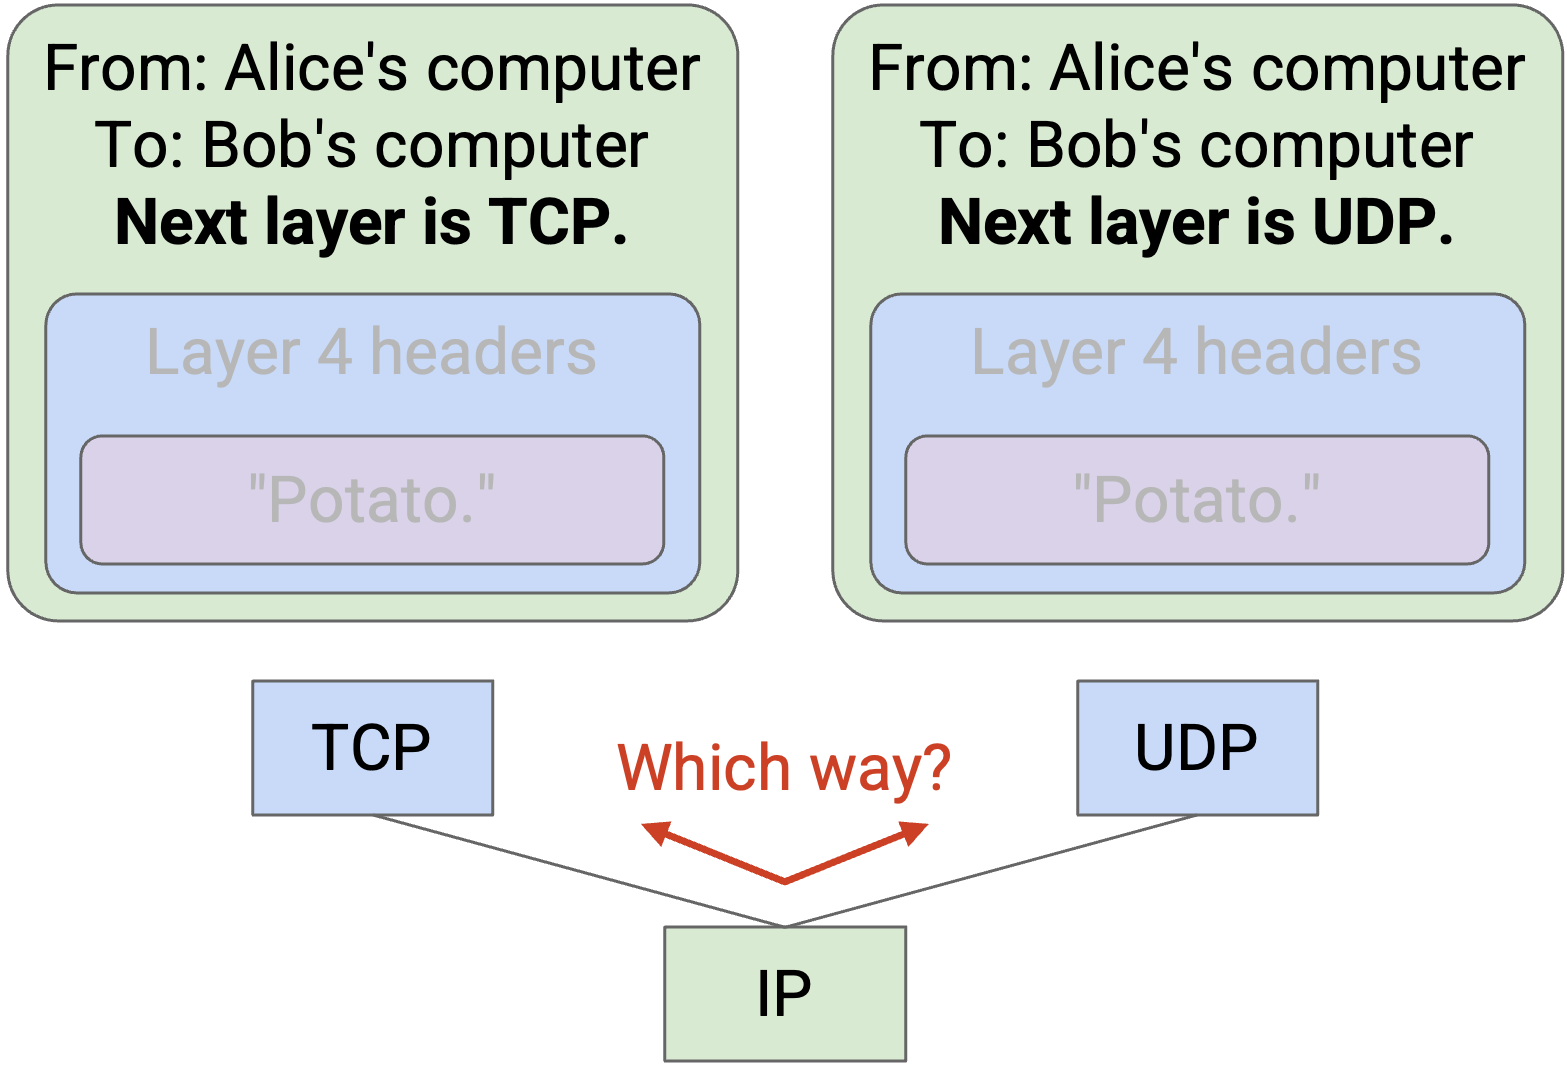 From: Alice's computer
To: Bob's computer
Next layer is TCP.
Layer 4 headers
"Potato."
From: Alice's computer
To: Bob's computer
Next layer is UDP.
Layer 4 headers
"Potato."
TCP
Which way?
UDP
IP